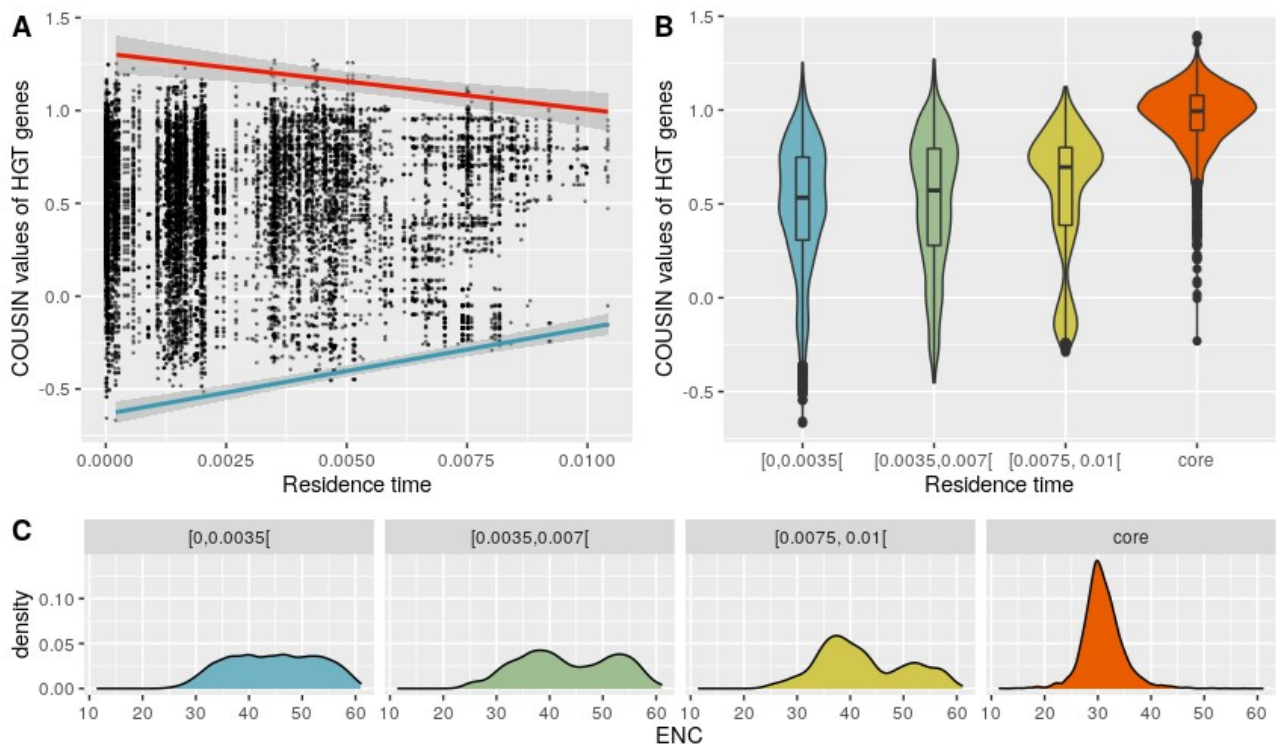 A
B
1.5
1.0
0.5
0.0
-0.5
COUSIN values of HGT genes
0.0000 0.0025 0.0050 0.0075 0.0100
Residence time
1.5
1.0
0.5
0.0
-0.5
COUSIN values of HGT genes
[0,0.0035[ [0.0035,0.007[ [0.0075, 0.01[ core
Residence time
C
[0,0.0035[ [0.0035,0.007[ [0.0075, 0.01[ core
0.10
0.05
0.00
density
10 20 30 40 50 60 10 20 30 40 50 60 10 20 30 40 50 60 10 20 30 40 50 60
ENC